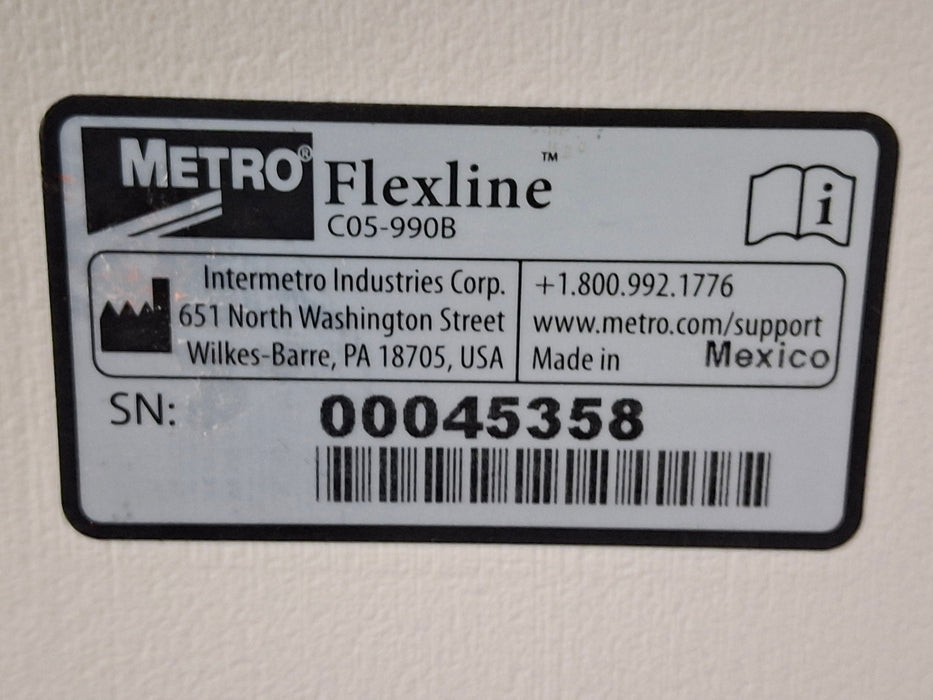 METRO® Flexline™
C05-990B
i
Intermetro Industries Corp.
651 North Washington Street
Wilkes-Barre, PA 18705, USA
+1.800.992.1776
www.metro.com/support
Made in Mexico
SN: 00045358